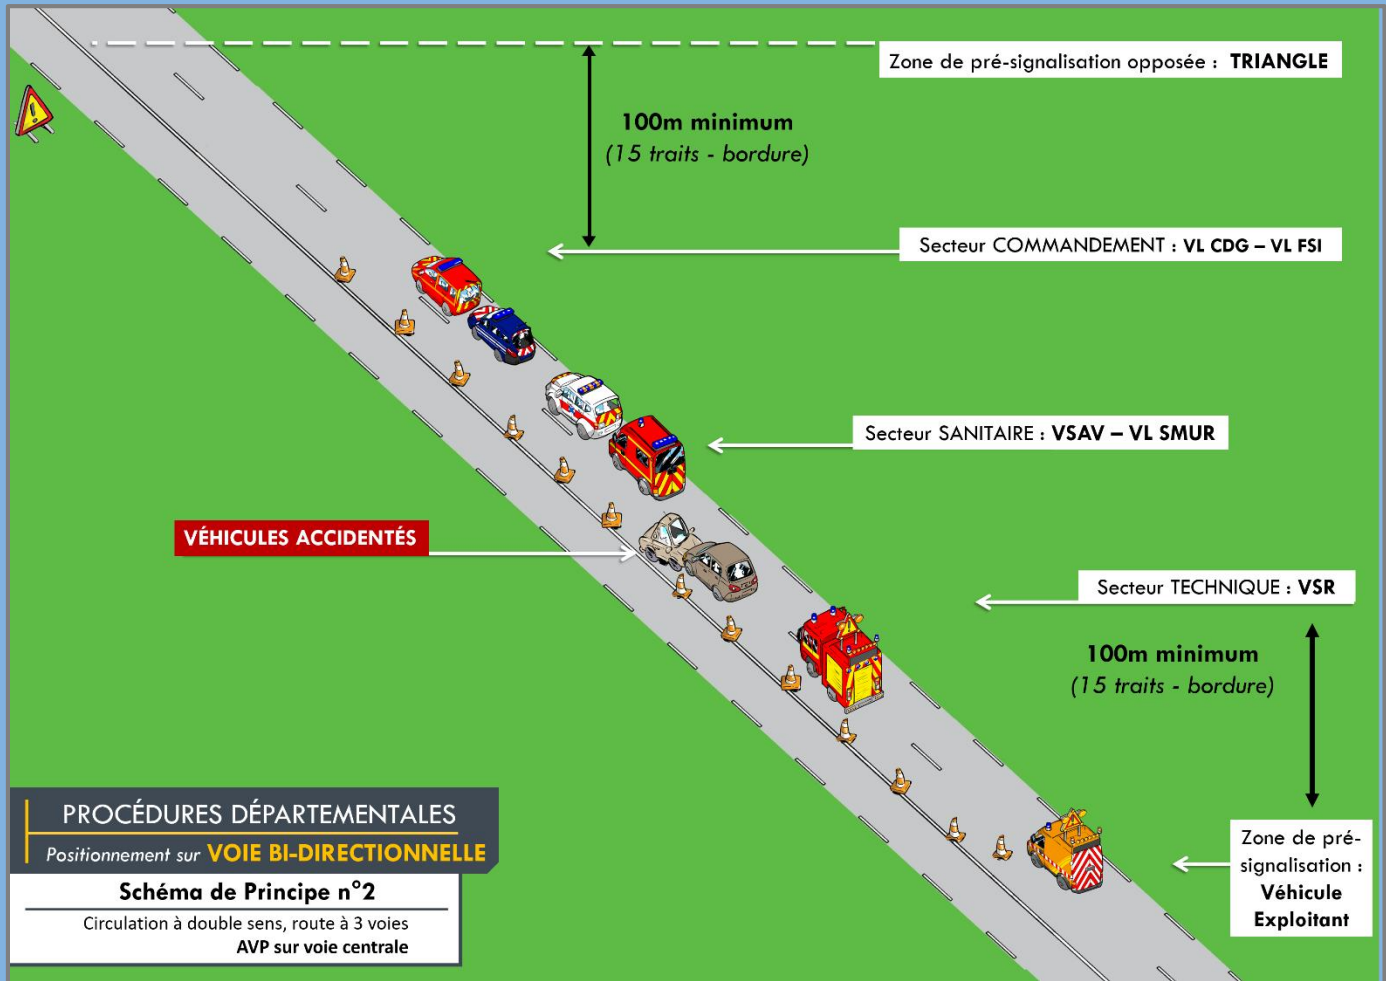 Zone de pré-signalisation opposée : TRIANGLE
100m minimum
(15 traits - bordure)
Secteur COMMANDEMENT : VL CDG – VL FSI
Secteur SANITAIRE : VSAV – VL SMUR
VÉHICULES ACCIDENTÉS
Secteur TECHNIQUE : VSR
100m minimum
(15 traits - bordure)
Zone de pré-
signalisation :
Véhicule
Exploitant
PROCÉDURES DÉPARTEMENTALES
Positionnement sur VOIE BI-DIRECTIONNELLE
Schéma de Principe n°2
Circulation à double sens, route à 3 voies
AVP sur voie centrale